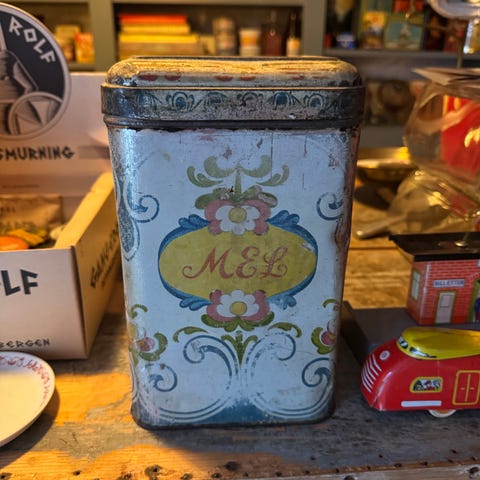 ROLF
SMURNING
MEL
LF
BERGEN
BILLETTER